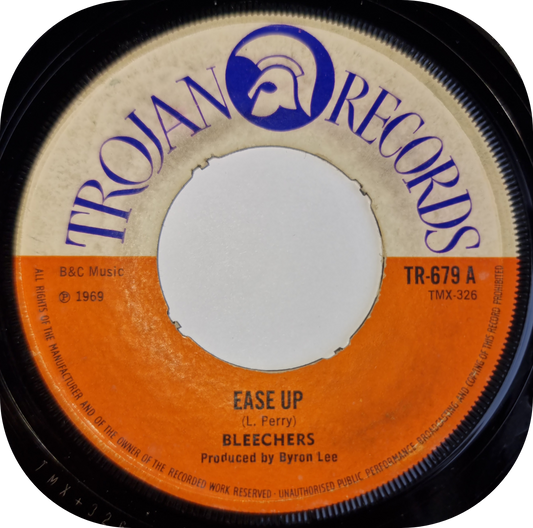 TROJAN RECORDS
B&C Music
℗ 1969
TR-679 A
TMX-326
EASE UP
(L. Perry)
BLEECHERS
Produced by Byron Lee
ALL RIGHTS OF THE MANUFACTURER AND OF THE OWNER OF THE RECORDED WORK RESERVED · UNAUTHORISED PUBLIC PERFORMANCE BROADCASTING AND COPYING OF THIS RECORD PROHIBITED